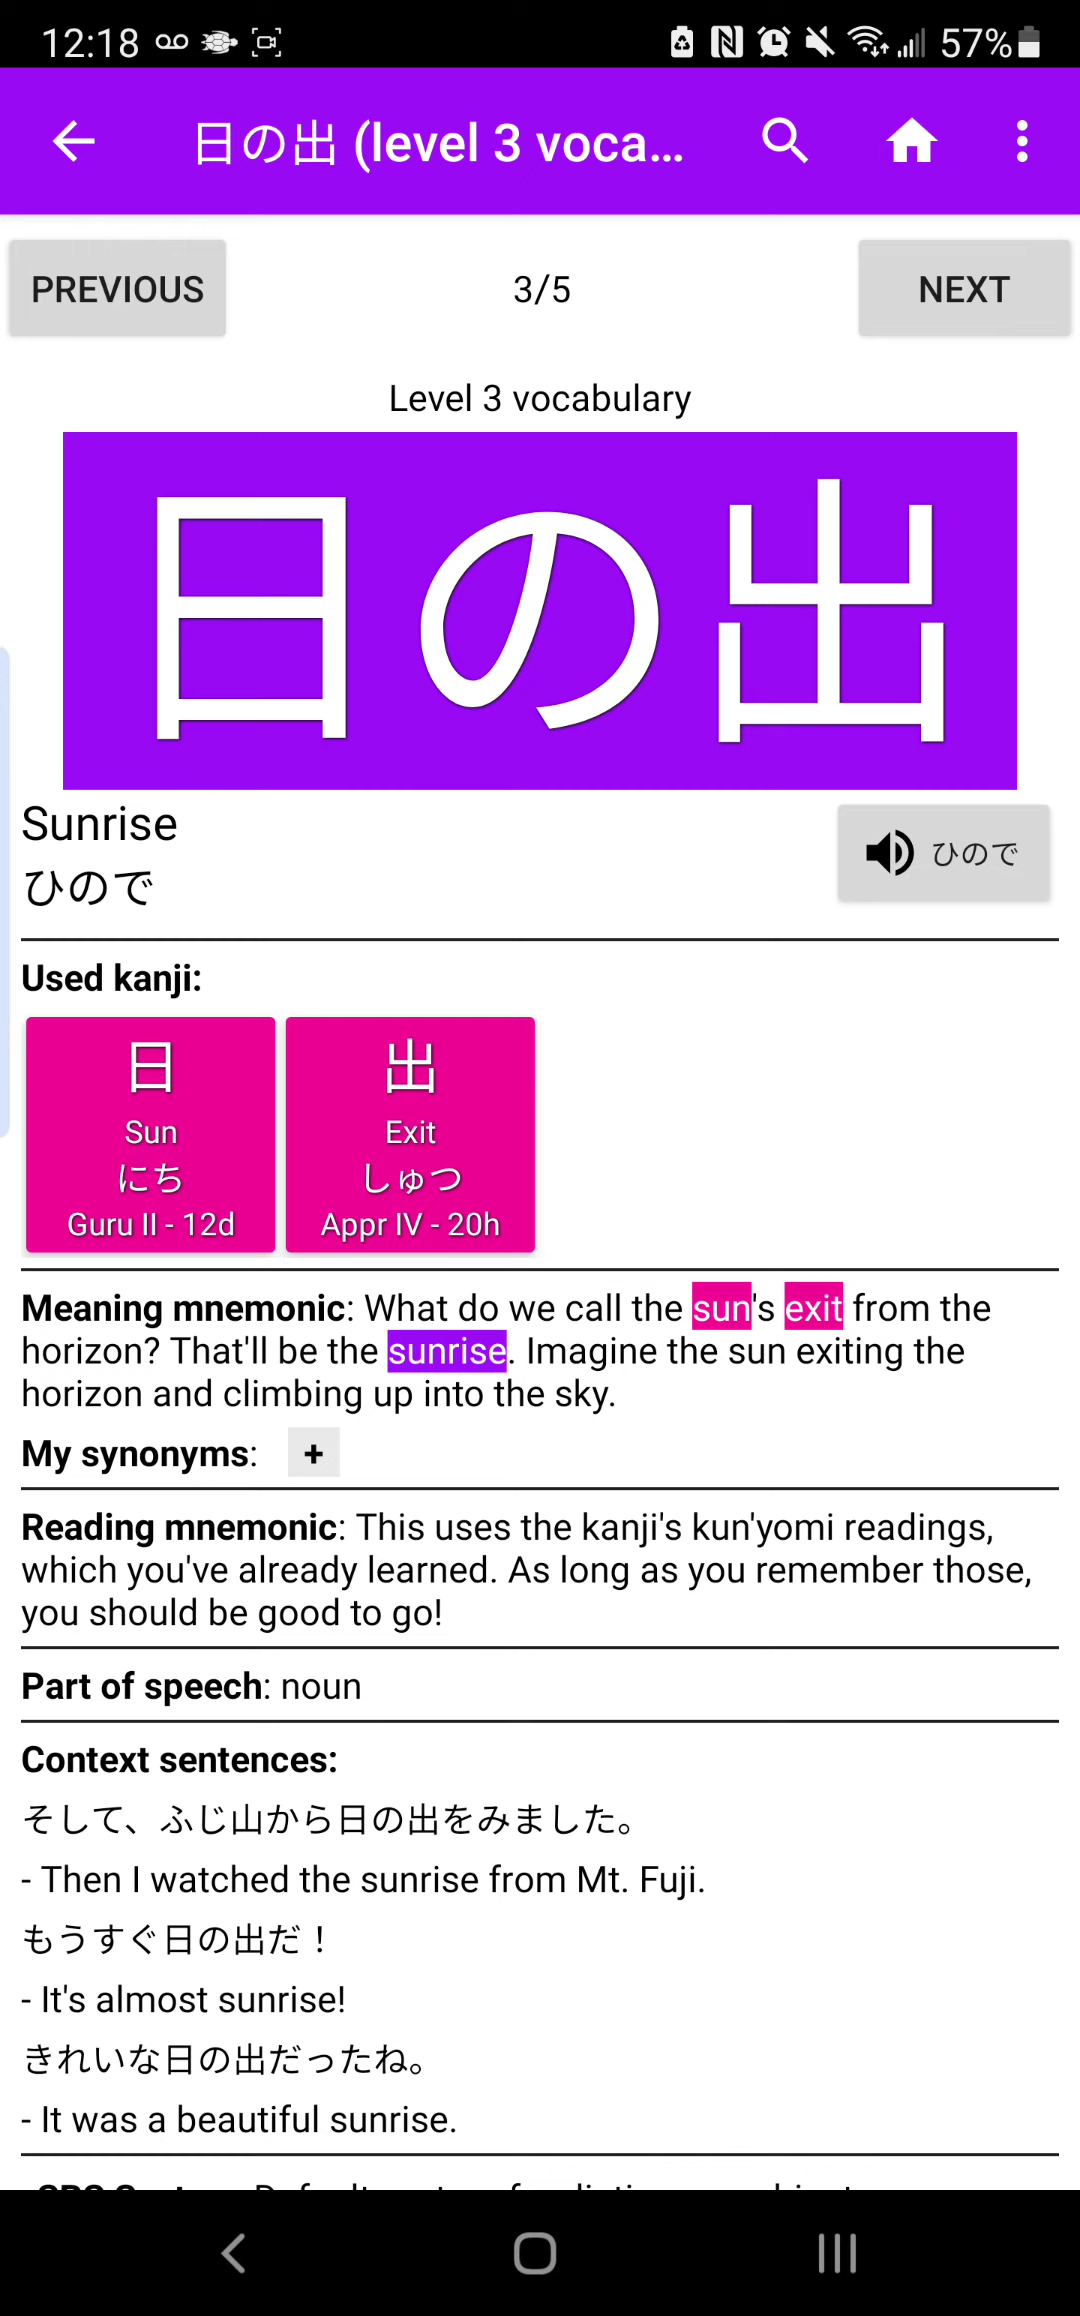 12:18
57%
日の出 (level 3 voca...
PREVIOUS
3/5
NEXT
Level 3 vocabulary
日の出
Sunrise
ひので
ひので
Used kanji:
日
Sun
にち
Guru II - 12d
出
Exit
しゅつ
Appr IV - 20h
Meaning mnemonic: What do we call the sun's exit from the
horizon? That'll be the sunrise. Imagine the sun exiting the
horizon and climbing up into the sky.
My synonyms: +
Reading mnemonic: This uses the kanji's kun'yomi readings,
which you've already learned. As long as you remember those,
you should be good to go!
Part of speech: noun
Context sentences:
そして、ふじ山から日の出をみました。
- Then I watched the sunrise from Mt. Fuji.
もうすぐ日の出だ！
- It's almost sunrise!
きれいな日の出だったね。
- It was a beautiful sunrise.